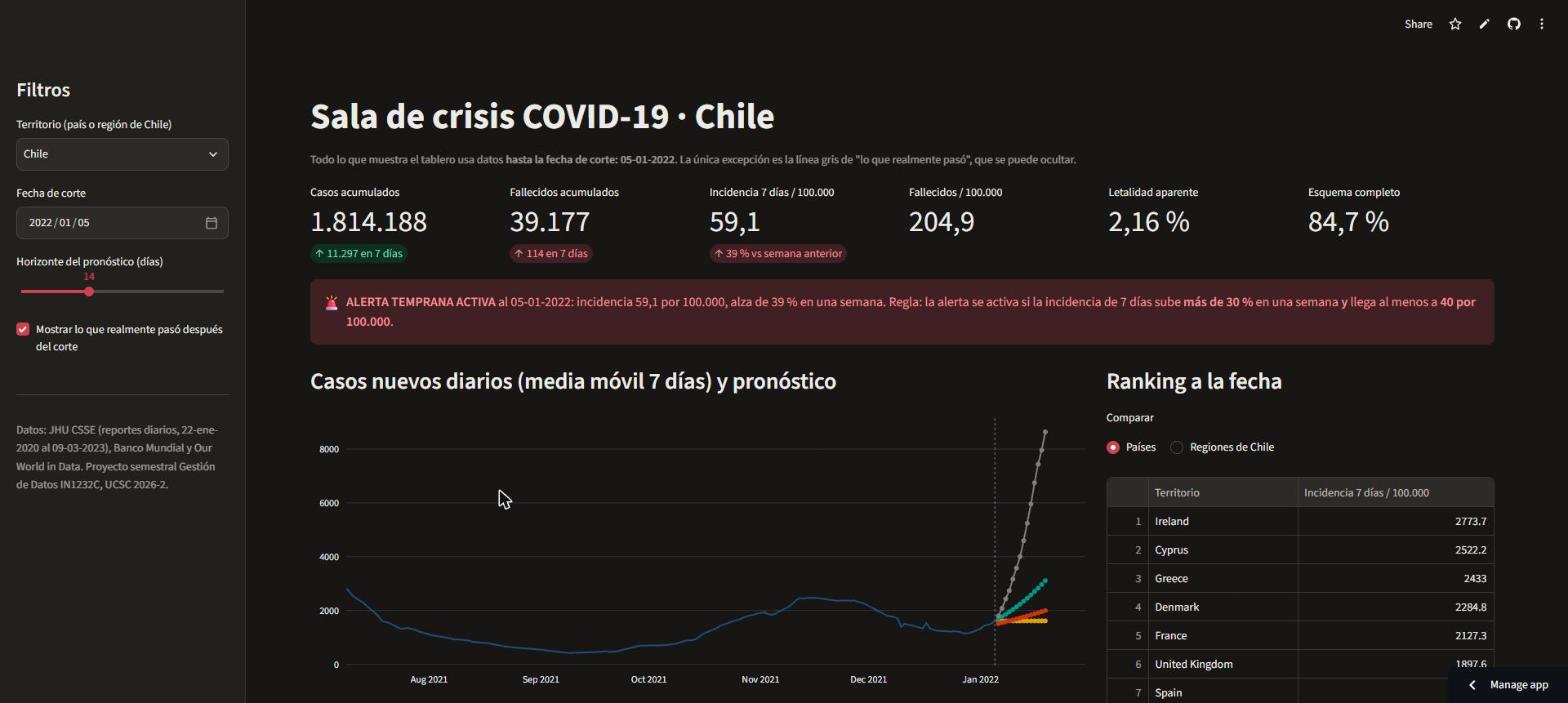 Share
Filtros
Territorio (país o región de Chile)
Chile
Fecha de corte
2022/01/05
Horizonte del pronóstico (días)
14
Mostrar lo que realmente pasó después
del corte
Datos: JHU CSSE (reportes diarios, 22-ene-
2020 al 09-03-2023), Banco Mundial y Our
World in Data. Proyecto semestral Gestión
de Datos IN1232C, UCSC 2026-2.
Sala de crisis COVID-19 · Chile
Todo lo que muestra el tablero usa datos hasta la fecha de corte: 05-01-2022. La única excepción es la línea gris de "lo que realmente pasó", que se puede ocultar.
Casos acumulados
1.814.188
↑ 11.297 en 7 días
Fallecidos acumulados
39.177
↑ 114 en 7 días
Incidencia 7 días / 100.000
59,1
↑ 39 % vs semana anterior
Fallecidos / 100.000
204,9
Letalidad aparente
2,16 %
Esquema completo
84,7 %
ALERTA TEMPRANA ACTIVA al 05-01-2022: incidencia 59,1 por 100.000, alza de 39 % en una semana. Regla: la alerta se activa si la incidencia de 7 días sube más de 30 % en una semana y llega al menos a 40 por
100.000.
Casos nuevos diarios (media móvil 7 días) y pronóstico
8000
6000
4000
2000
0
Aug 2021 Sep 2021 Oct 2021 Nov 2021 Dec 2021 Jan 2022
Ranking a la fecha
Comparar
Países Regiones de Chile
Territorio Incidencia 7 días / 100.000
1 Ireland 2773.7
2 Cyprus 2522.2
3 Greece 2433
4 Denmark 2284.8
5 France 2127.3
6 United Kingdom 1897.6
7 Spain
Manage app